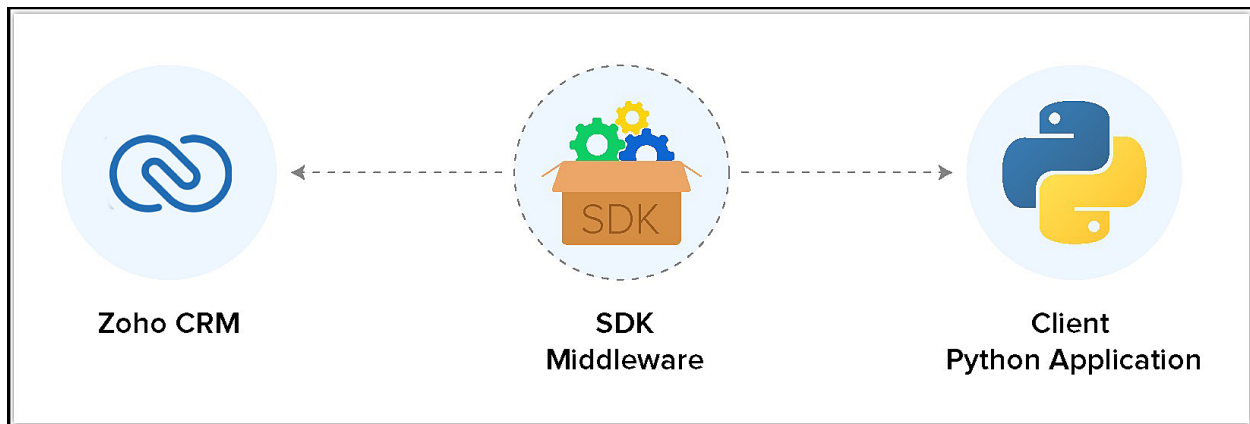 SDK
Zoho CRM
SDK
Middleware
Client
Python Application